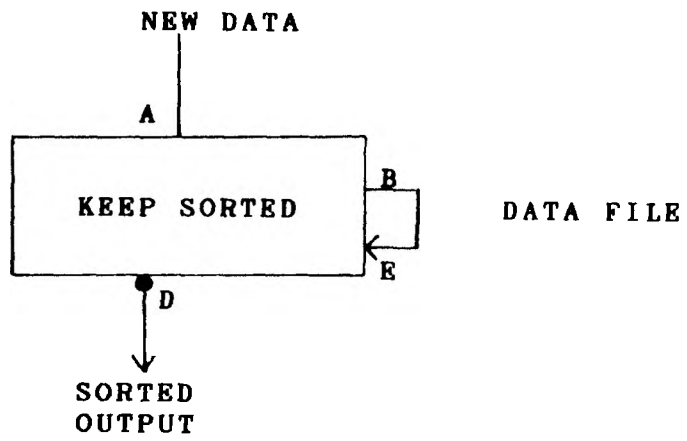 NEW DATA
A
B
KEEP SORTED
DATA FILE
E
D
SORTED
OUTPUT